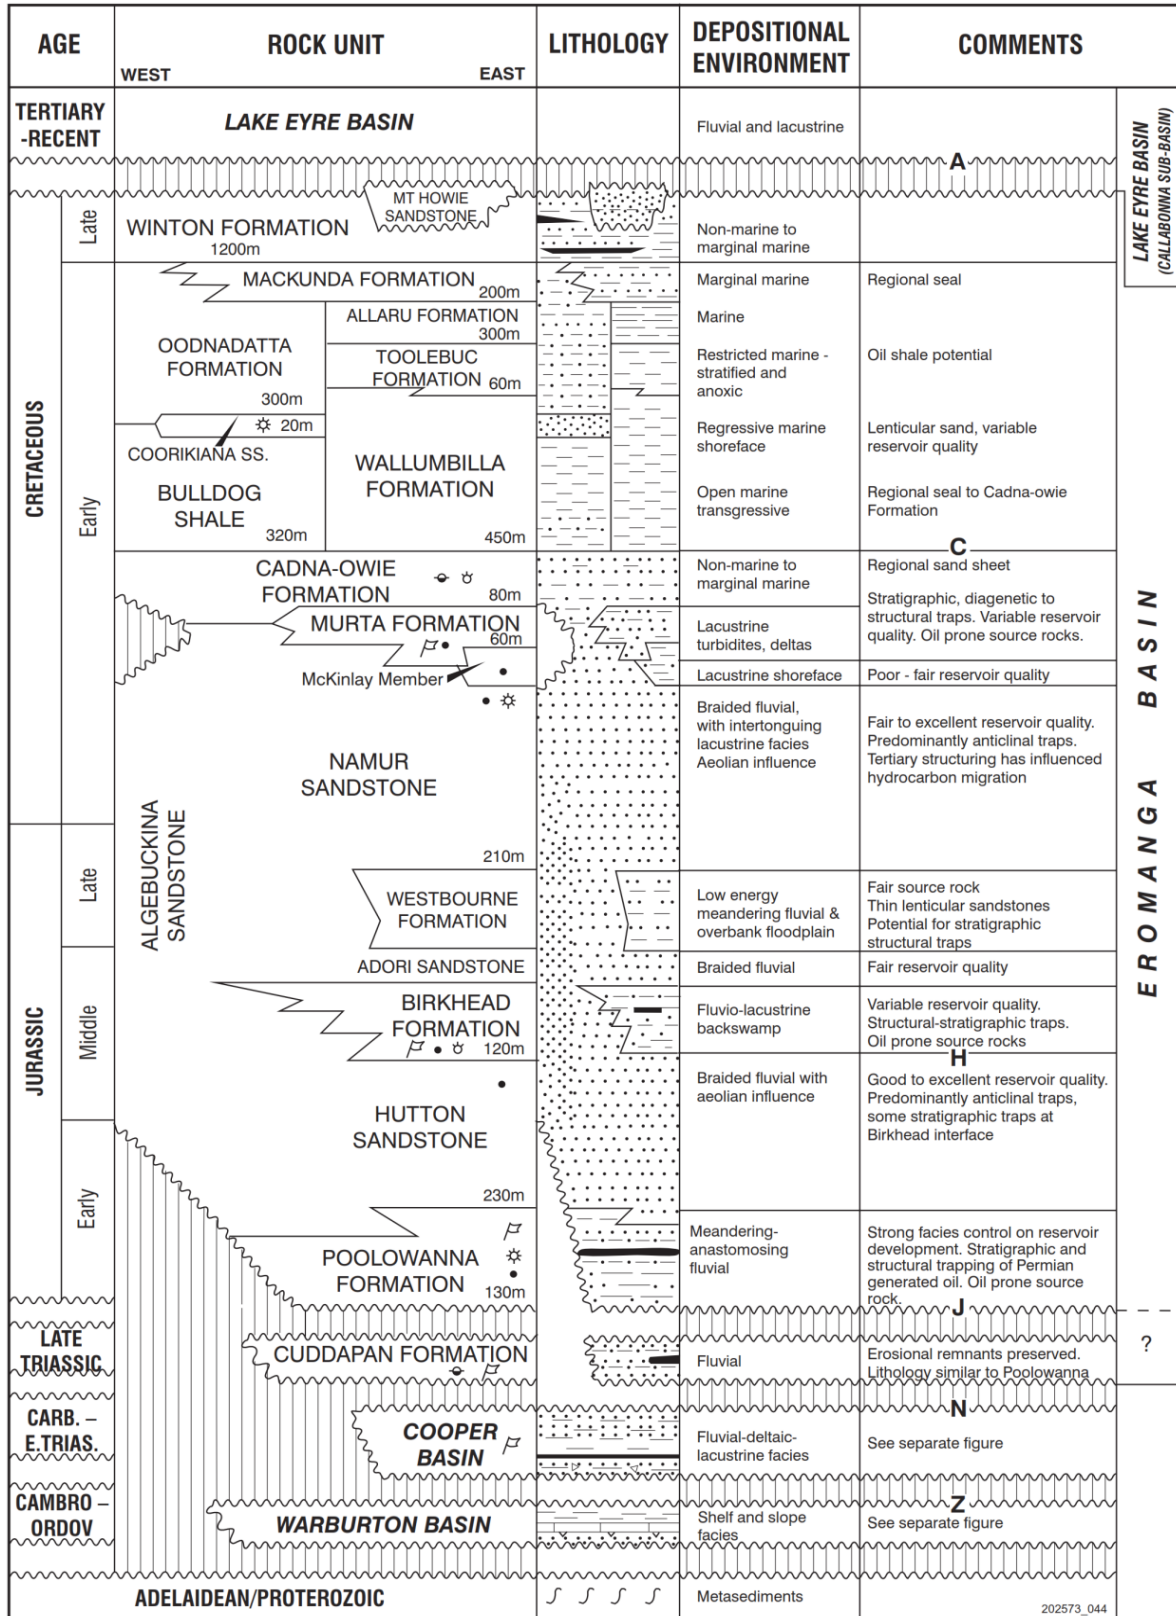 AGE
ROCK UNIT
WEST
EAST
LITHOLOGY
DEPOSITIONAL
ENVIRONMENT
COMMENTS
TERTIARY
-RECENT
LAKE EYRE BASIN
Fluvial and lacustrine
A
LAKE EYRE BASIN
(CALLABONNA SUB-BASIN)
CRETACEOUS
Late
MT HOWIE
SANDSTONE
WINTON FORMATION
1200m
Non-marine to
marginal marine
Early
MACKUNDA FORMATION
200m
Marginal marine
Regional seal
ALLARU FORMATION
300m
Marine
OODNADATTA
FORMATION
300m
TOOLEBUC
FORMATION
60m
Restricted marine -
stratified and
anoxic
Oil shale potential
20m
COORIKIANA SS.
Regressive marine
shoreface
Lenticular sand, variable
reservoir quality
BULLDOG
SHALE
320m
WALLUMBILLA
FORMATION
450m
Open marine
transgressive
Regional seal to Cadna-owie
Formation
C
CADNA-OWIE
FORMATION
80m
Non-marine to
marginal marine
Regional sand sheet
MURTA FORMATION
60m
Lacustrine
turbidites, deltas
Stratigraphic, diagenetic to
structural traps. Variable reservoir
quality. Oil prone source rocks.
McKinlay Member
Lacustrine shoreface
Poor - fair reservoir quality
NAMUR
SANDSTONE
210m
Braided fluvial,
with intertonguing
lacustrine facies
Aeolian influence
Fair to excellent reservoir quality.
Predominantly anticlinal traps.
Tertiary structuring has influenced
hydrocarbon migration
EROMANGA BASIN
ALGEBUCKINA
SANDSTONE
JURASSIC
Late
WESTBOURNE
FORMATION
Low energy
meandering fluvial &
overbank floodplain
Fair source rock
Thin lenticular sandstones
Potential for stratigraphic
structural traps
Middle
ADORI SANDSTONE
Braided fluvial
Fair reservoir quality
BIRKHEAD
FORMATION
120m
Fluvio-lacustrine
backswamp
Variable reservoir quality.
Structural-stratigraphic traps.
Oil prone source rocks
H
HUTTON
SANDSTONE
230m
Braided fluvial with
aeolian influence
Good to excellent reservoir quality.
Predominantly anticlinal traps,
some stratigraphic traps at
Birkhead interface
Early
POOLOWANNA
FORMATION
130m
Meandering-
anastomosing
fluvial
Strong facies control on reservoir
development. Stratigraphic and
structural trapping of Permian
generated oil. Oil prone source
rock.
J
LATE
TRIASSIC
CUDDAPAN FORMATION
Fluvial
Erosional remnants preserved.
Lithology similar to Poolowanna
?
N
CARB. –
E.TRIAS.
COOPER
BASIN
Fluvial-deltaic-
lacustrine facies
See separate figure
Z
CAMBRO –
ORDOV
WARBURTON BASIN
Shelf and slope
facies
See separate figure
ADELAIDEAN/PROTEROZOIC
Metasediments
202573_044